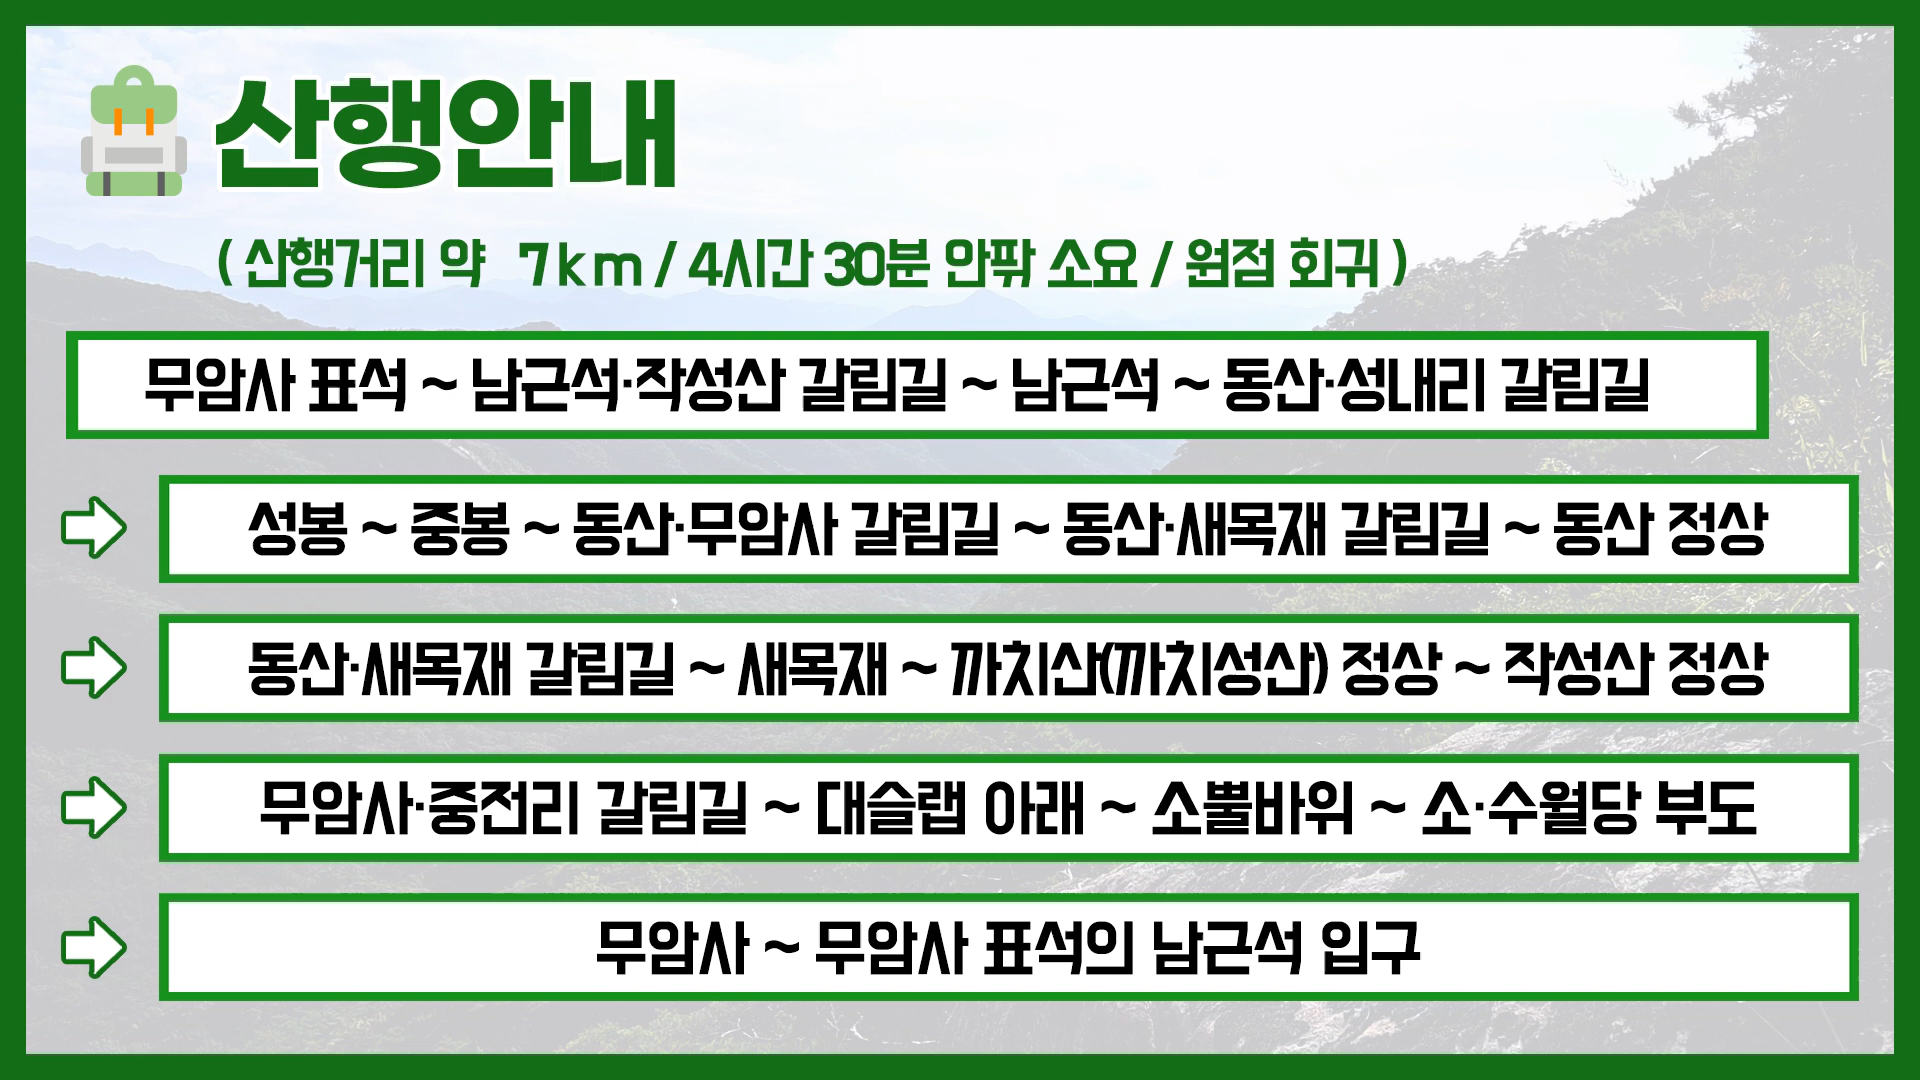 산행안내
( 산행거리 약 7km / 4시간 30분 안팎 소요 / 원점 회귀 )
무암사 표석 ~ 남근석·작성산 갈림길 ~ 남근석 ~ 동산·성내리 갈림길
성봉 ~ 중봉 ~ 동산·무암사 갈림길 ~ 동산·새목재 갈림길 ~ 동산 정상
동산·새목재 갈림길 ~ 새목재 ~ 까치산(까치성산) 정상 ~ 작성산 정상
무암사·중전리 갈림길 ~ 대슬랩 아래 ~ 소뿔바위 ~ 소·수월당 부도
무암사 ~ 무암사 표석의 남근석 입구